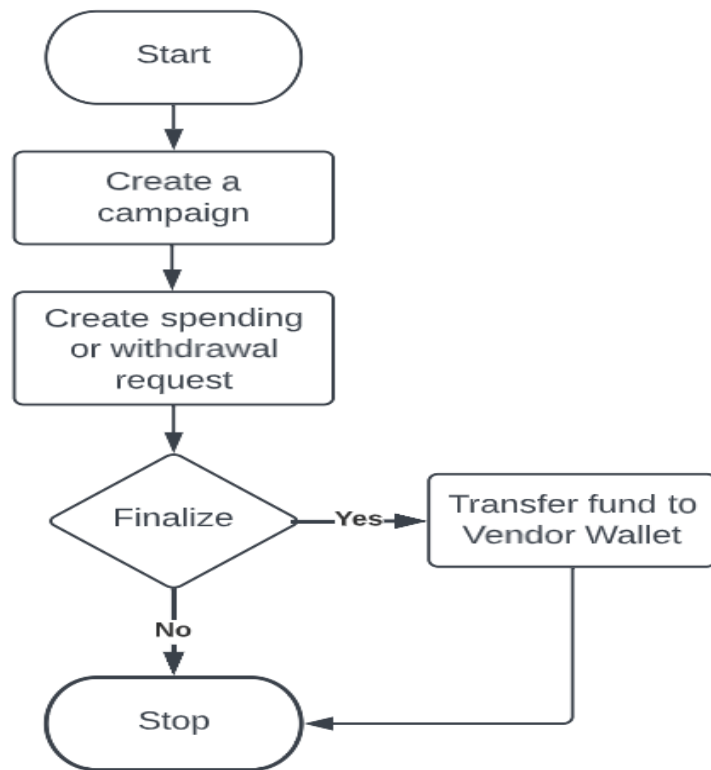 Start
Create a
campaign
Create spending
or withdrawal
request
Finalize
Yes
Transfer fund to
Vendor Wallet
No
Stop